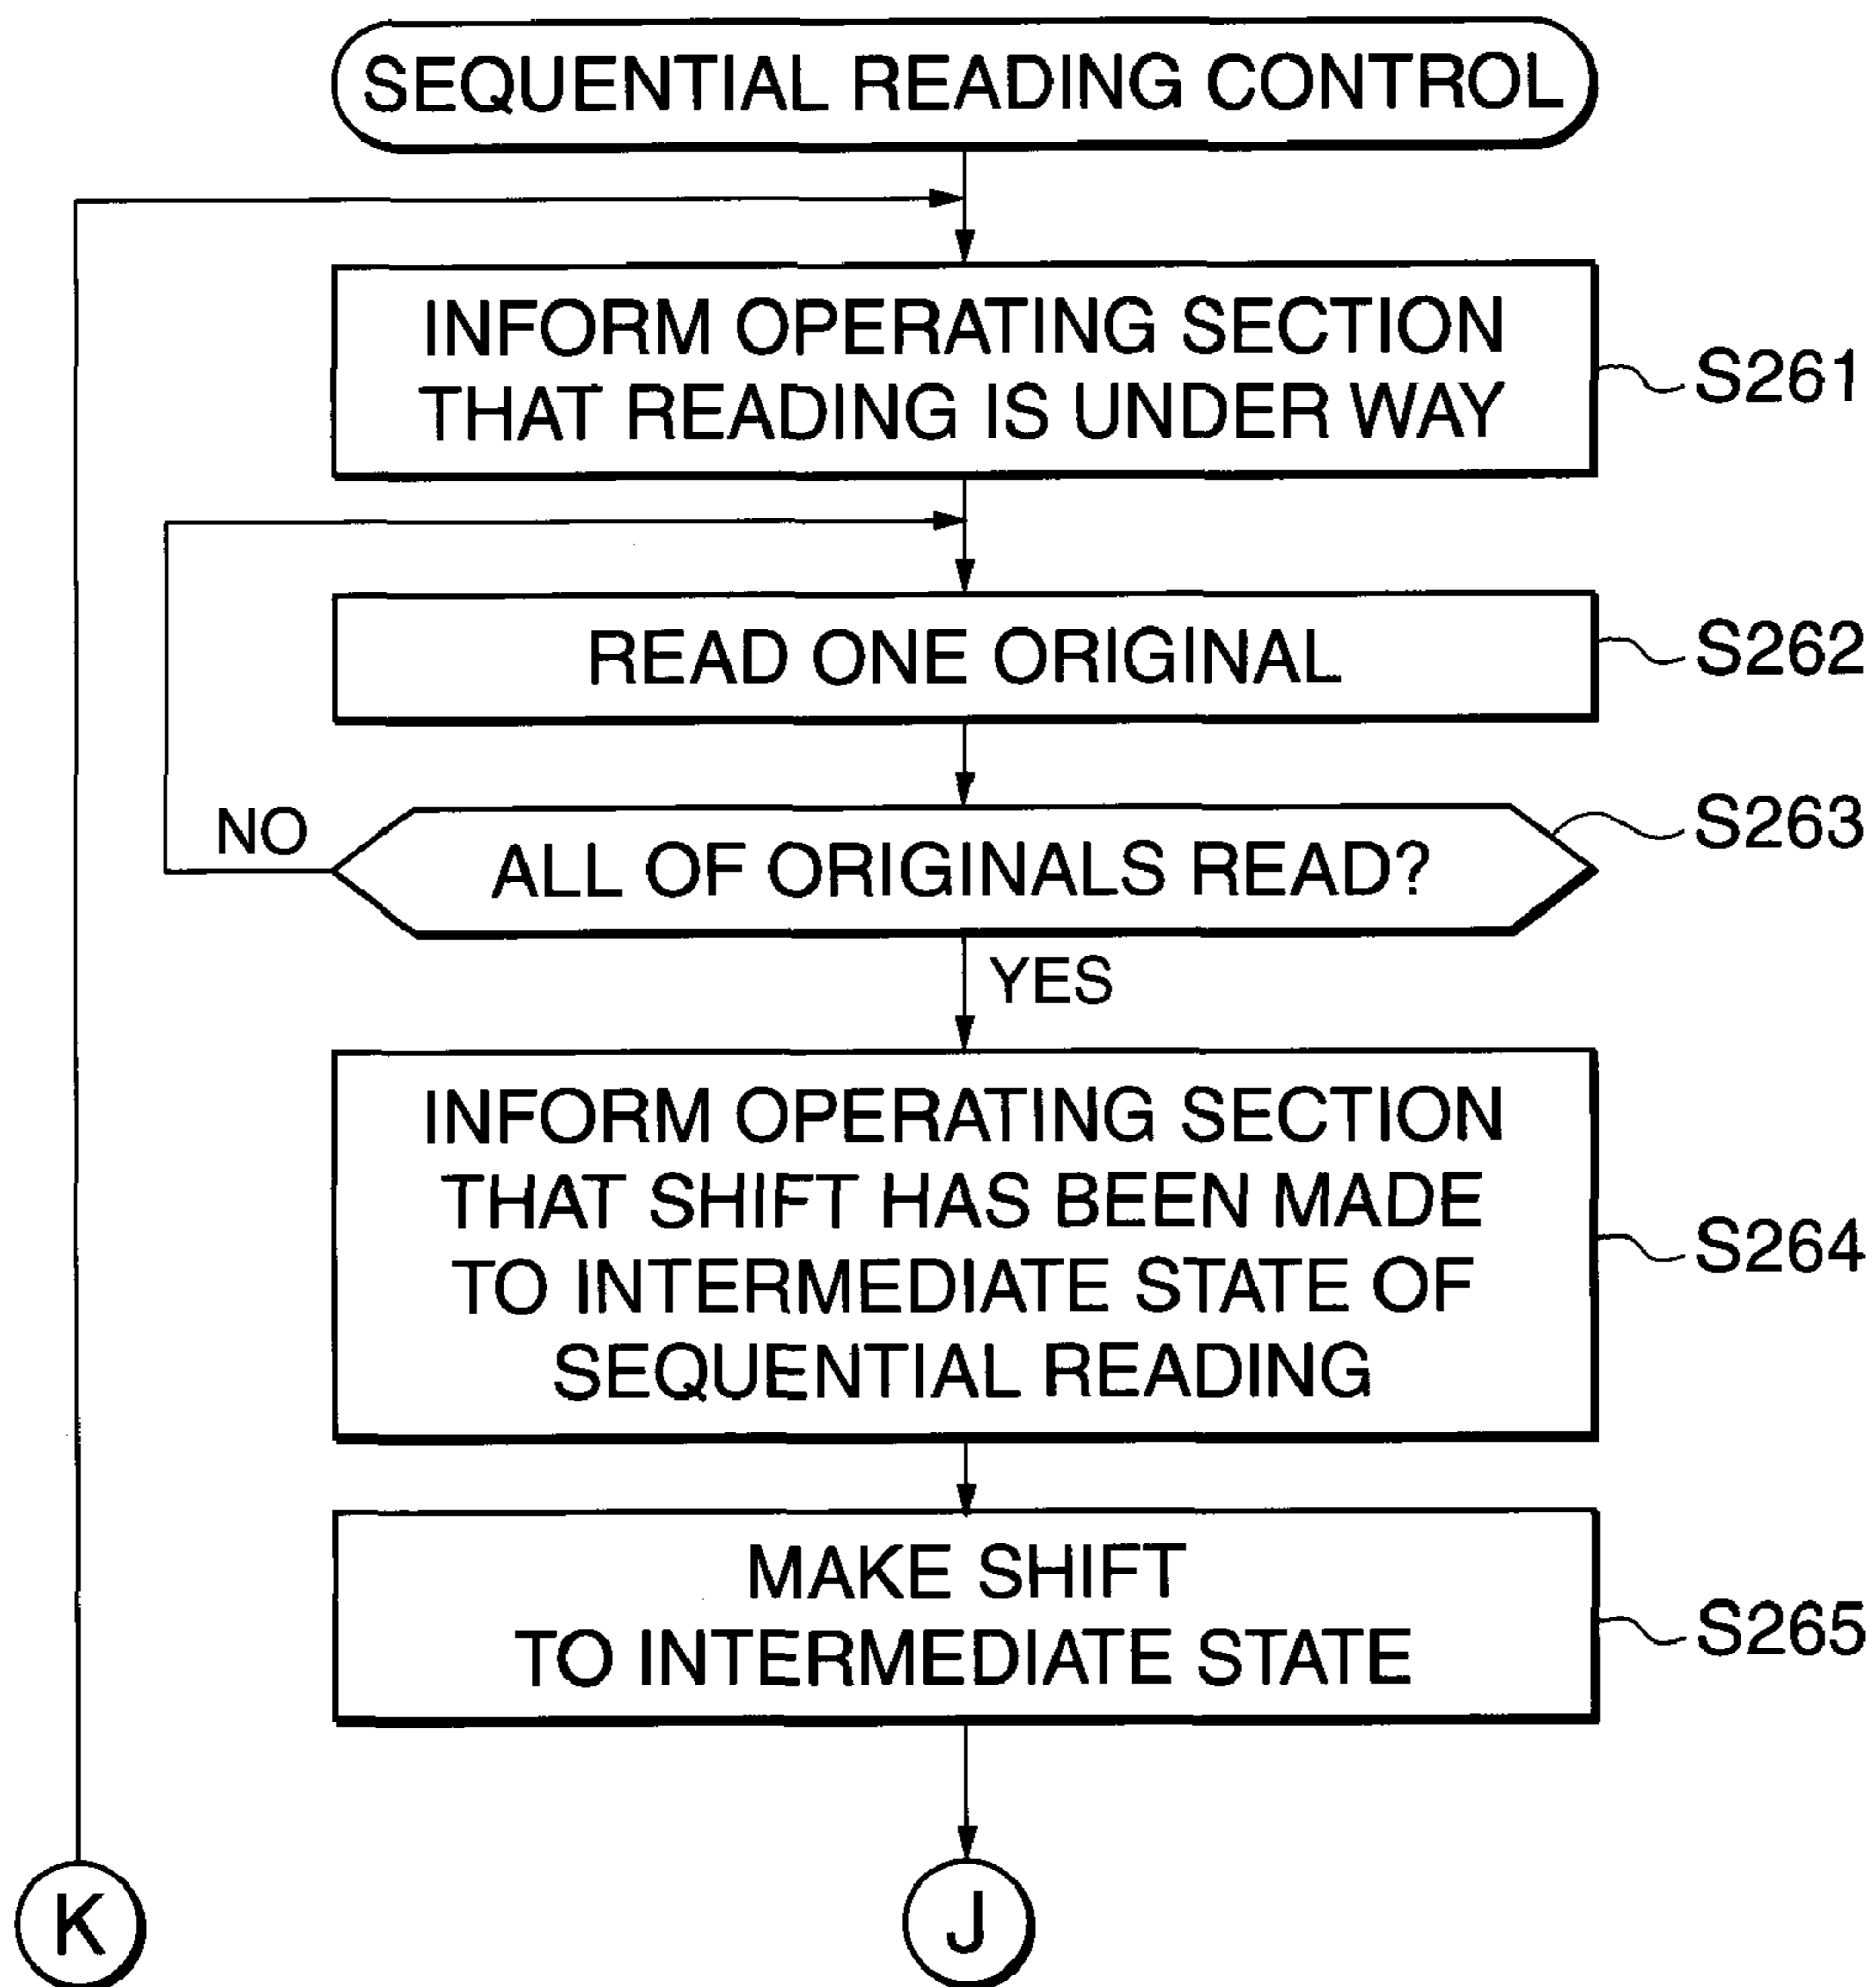 SEQUENTIAL READING CONTROL
INFORM OPERATING SECTION
THAT READING IS UNDER WAY
S261
READ ONE ORIGINAL
S262
NO
ALL OF ORIGINALS READ?
S263
YES
INFORM OPERATING SECTION
THAT SHIFT HAS BEEN MADE
TO INTERMEDIATE STATE OF
SEQUENTIAL READING
S264
MAKE SHIFT
TO INTERMEDIATE STATE
S265
K
J